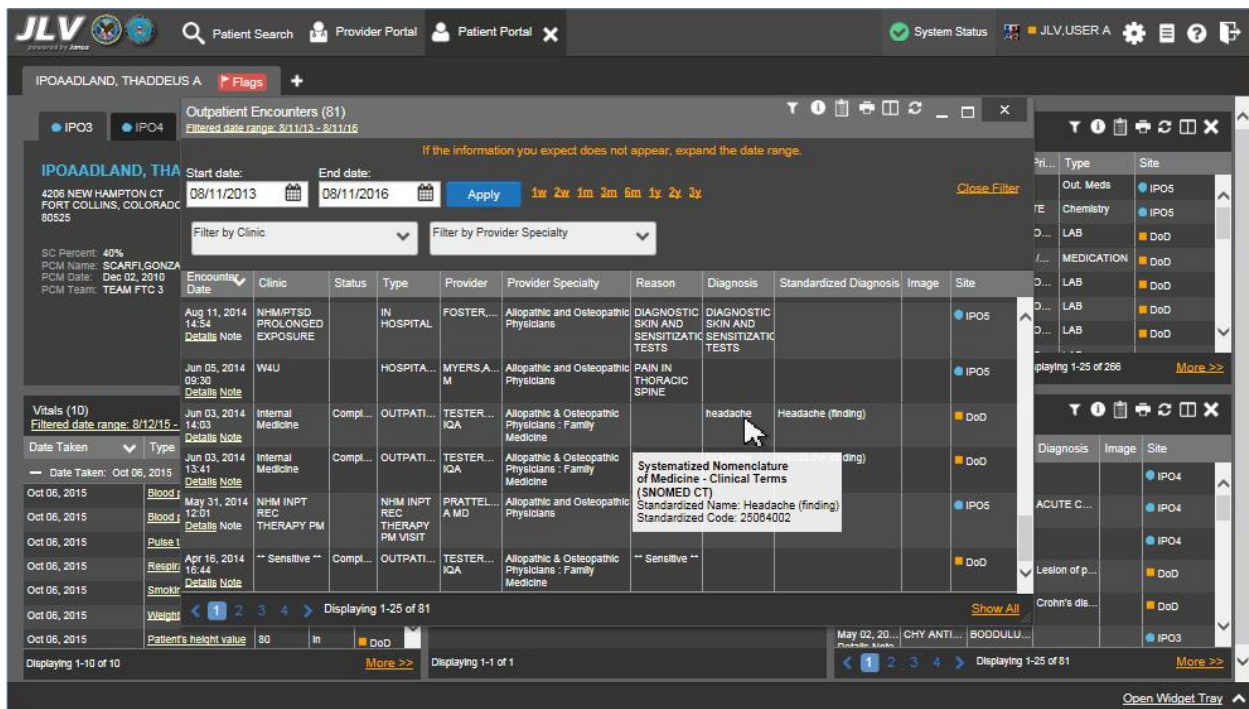 JLV
powered by Janus
Patient Search
Provider Portal
Patient Portal
System Status
JLV,USER A
IPOAADLAND, THADDEUS A
Flags
IPO3
IPO4
IPOAADLAND, THA
4206 NEW HAMPTON CT
FORT COLLINS, COLORADO
80525
SC Percent: 40%
PCM Name: SCARFI,GONZA
PCM Date: Dec 02, 2010
PCM Team: TEAM FTC 3
Outpatient Encounters (81)
Filtered date range: 8/11/13 - 8/11/16
If the information you expect does not appear, expand the date range.
Start date:
End date:
08/11/2013
08/11/2016
Apply
1w 2w 1m 3m 6m 1y 2y 3y
Close Filter
Filter by Clinic
Filter by Provider Specialty
Encounter Date Clinic Status Type Provider Provider Specialty Reason Diagnosis Standardized Diagnosis Image Site
Aug 11, 2014
14:54
Details Note
NHM/PTSD
PROLONGED
EXPOSURE
IN
HOSPITAL
FOSTER,...
Allopathic and Osteopathic
Physicians
DIAGNOSTIC
SKIN AND
SENSITIZATIO
TESTS
DIAGNOSTIC
SKIN AND
SENSITIZATIO
TESTS
IPO5
Jun 05, 2014
09:30
Details Note
W4U
HOSPITA...
MYERS,A...
M
Allopathic and Osteopathic
Physicians
PAIN IN
THORACIC
SPINE
IPO5
Jun 03, 2014
14:03
Details Note
Internal
Medicine
Compl...
OUTPATI...
TESTER...
IQA
Allopathic & Osteopathic
Physicians : Family
Medicine
headache
Headache (finding)
DoD
Jun 03, 2014
13:41
Details Note
Internal
Medicine
Compl...
OUTPATI...
TESTER...
IQA
Allopathic & Osteopathic
Physicians : Family
Medicine
DoD
Systematized Nomenclature
of Medicine - Clinical Terms
(SNOMED CT)
Standardized Name: Headache (finding)
Standardized Code: 25064002
May 31, 2014
12:01
Details Note
NHM INPT
REC
THERAPY PM
NHM INPT
REC
THERAPY
PM VISIT
PRATTEL...
A MD
Allopathic and Osteopathic
Physicians
IPO5
Apr 16, 2014
16:44
Details Note
** Sensitive **
Compl...
OUTPATI...
TESTER...
IQA
Allopathic & Osteopathic
Physicians : Family
Medicine
** Sensitive **
DoD
1 2 3 4
Displaying 1-25 of 81
Show All
Pri... Type Site
Out. Meds IPO5
TE Chemistry IPO5
LAB DoD
MEDICATION DoD
LAB DoD
LAB DoD
LAB DoD
playing 1-25 of 266
More >>
Vitals (10)
Filtered date range: 8/12/15 -
Date Taken Type
Date Taken: Oct 06, 2015
Oct 06, 2015 Blood p
Oct 06, 2015 Blood p
Oct 06, 2015 Pulse t
Oct 06, 2015 Respira
Oct 06, 2015 Smokin
Oct 06, 2015 Weight
Oct 06, 2015 Patient's height value 80 in DoD
Displaying 1-10 of 10
More >>
Displaying 1-1 of 1
Diagnosis Image Site
IPO4
ACUTE C... IPO4
IPO4
Lesion of p... DoD
Crohn's dis... DoD
May 02, 20... CHY ANTI... BODDULU... IPO3
1 2 3 4
Displaying 1-25 of 81
More >>
Open Widget Tray